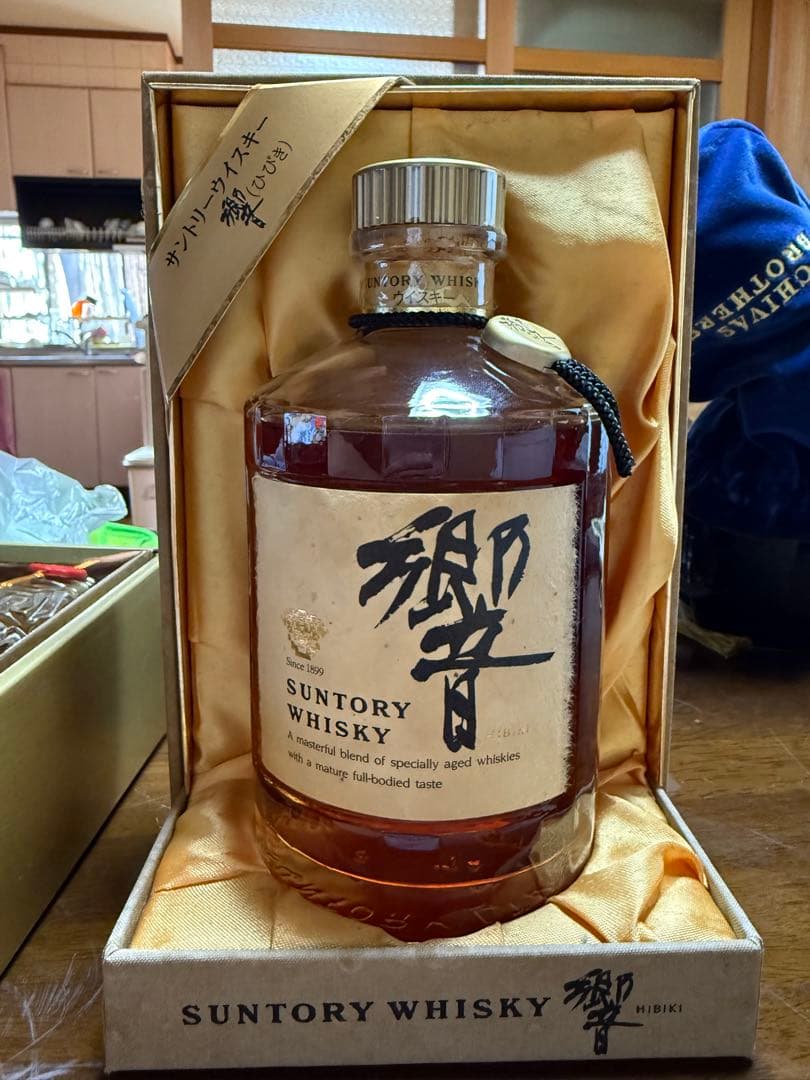 サントリーウイスキー
響(ひびき)
SUNTORY WHIS
ウイスキー
響
Since 1899
SUNTORY
WHISKY
HIBIKI
A masterful blend of specially aged whiskies
with a mature full-bodied taste
SUNTORY WHISKY 響 HIBIKI
CHIVAS
BROTHERS